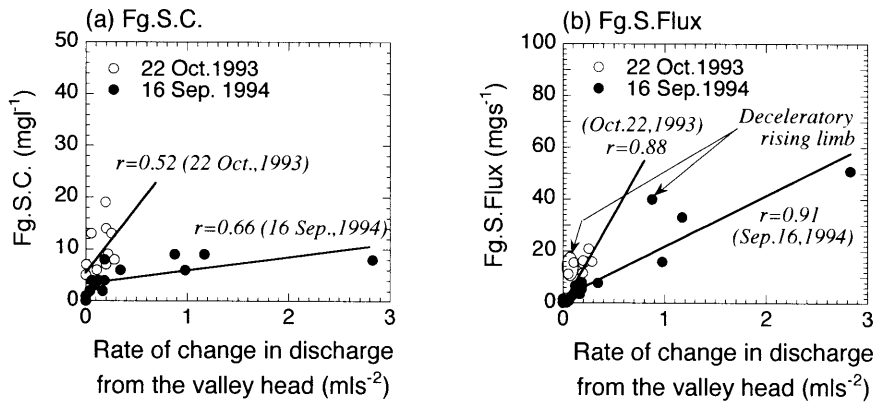 (a) Fg.S.C.
50
40
30
20
10
0
Fg.S.C. (mgl⁻¹)
○ 22 Oct.1993
● 16 Sep. 1994
r=0.52 (22 Oct.,1993)
r=0.66 (16 Sep.,1994)
0 1 2 3
Rate of change in discharge
from the valley head (mls⁻²)
(b) Fg.S.Flux
100
80
60
40
20
0
Fg.S.Flux (mgs⁻¹)
○ 22 Oct.1993
● 16 Sep. 1994
Deceleratory
rising limb
(Oct.22,1993)
r=0.88
r=0.91
(Sep.16,1994)
0 1 2 3
Rate of change in discharge
from the valley head (mls⁻²)